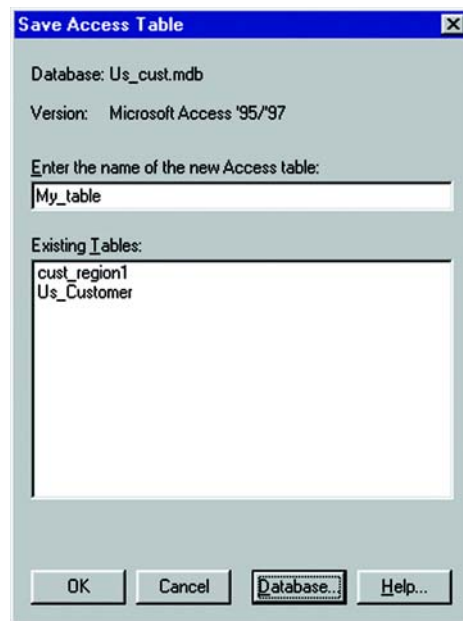 Save Access Table
Database: Us_cust.mdb
Version: Microsoft Access '95/'97
Enter the name of the new Access table:
My_table
Existing Tables:
cust_region1
Us_Customer
OK Cancel Database... Help...